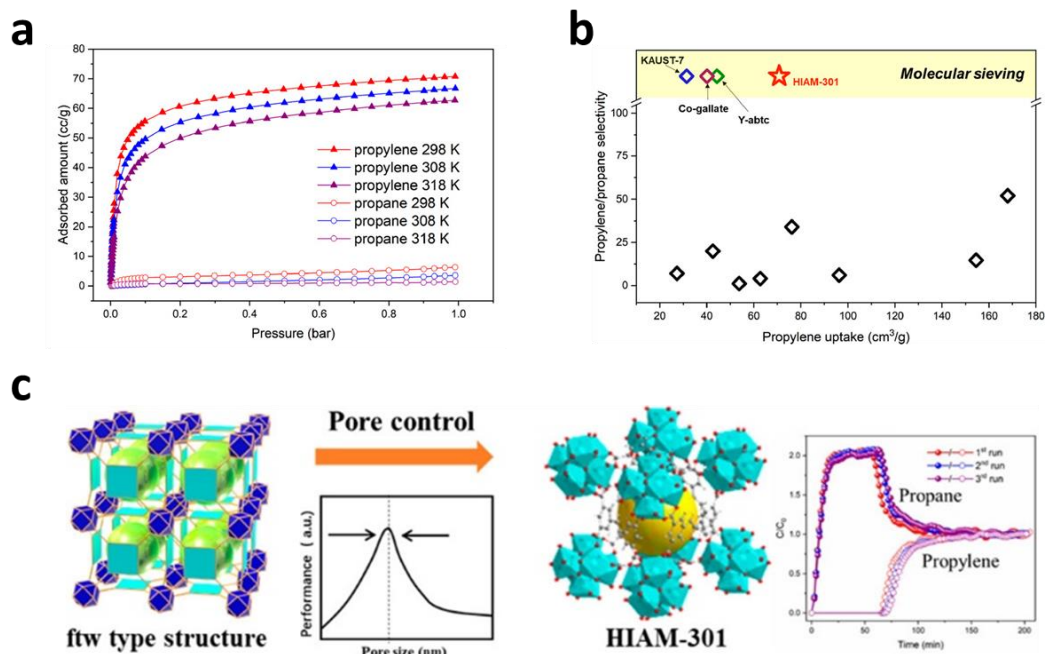 a
Adsorbed amount (cc/g)
80
70
60
50
40
30
20
10
0
propylene 298 K
propylene 308 K
propylene 318 K
propane 298 K
propane 308 K
propane 318 K
0.0 0.2 0.4 0.6 0.8 1.0
Pressure (bar)
b
Propylene/propane selectivity
KAUST-7
Molecular sieving
HIAM-301
Co-gallate
Y-abtc
100
75
50
25
0
20 40 60 80 100 120 140 160 180
Propylene uptake (cm³/g)
c
ftw type structure
Pore control
Performance ( a.u.)
Pore size (nm)
HIAM-301
C/C₀
2.0
1.5
1.0
0.5
0.0
-/- 1st run
-/- 2nd run
-/- 3rd run
Propane
Propylene
0 50 100 150 200
Time (min)